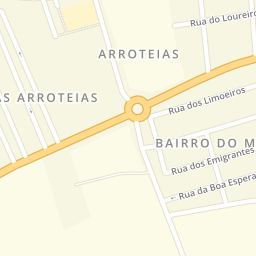 Rua do Loureiro
ARROTEIAS
AS ARROTEIAS
Rua dos Limoeiros
BAIRRO DO M
Rua dos Emigrantes
Rua da Boa Espera